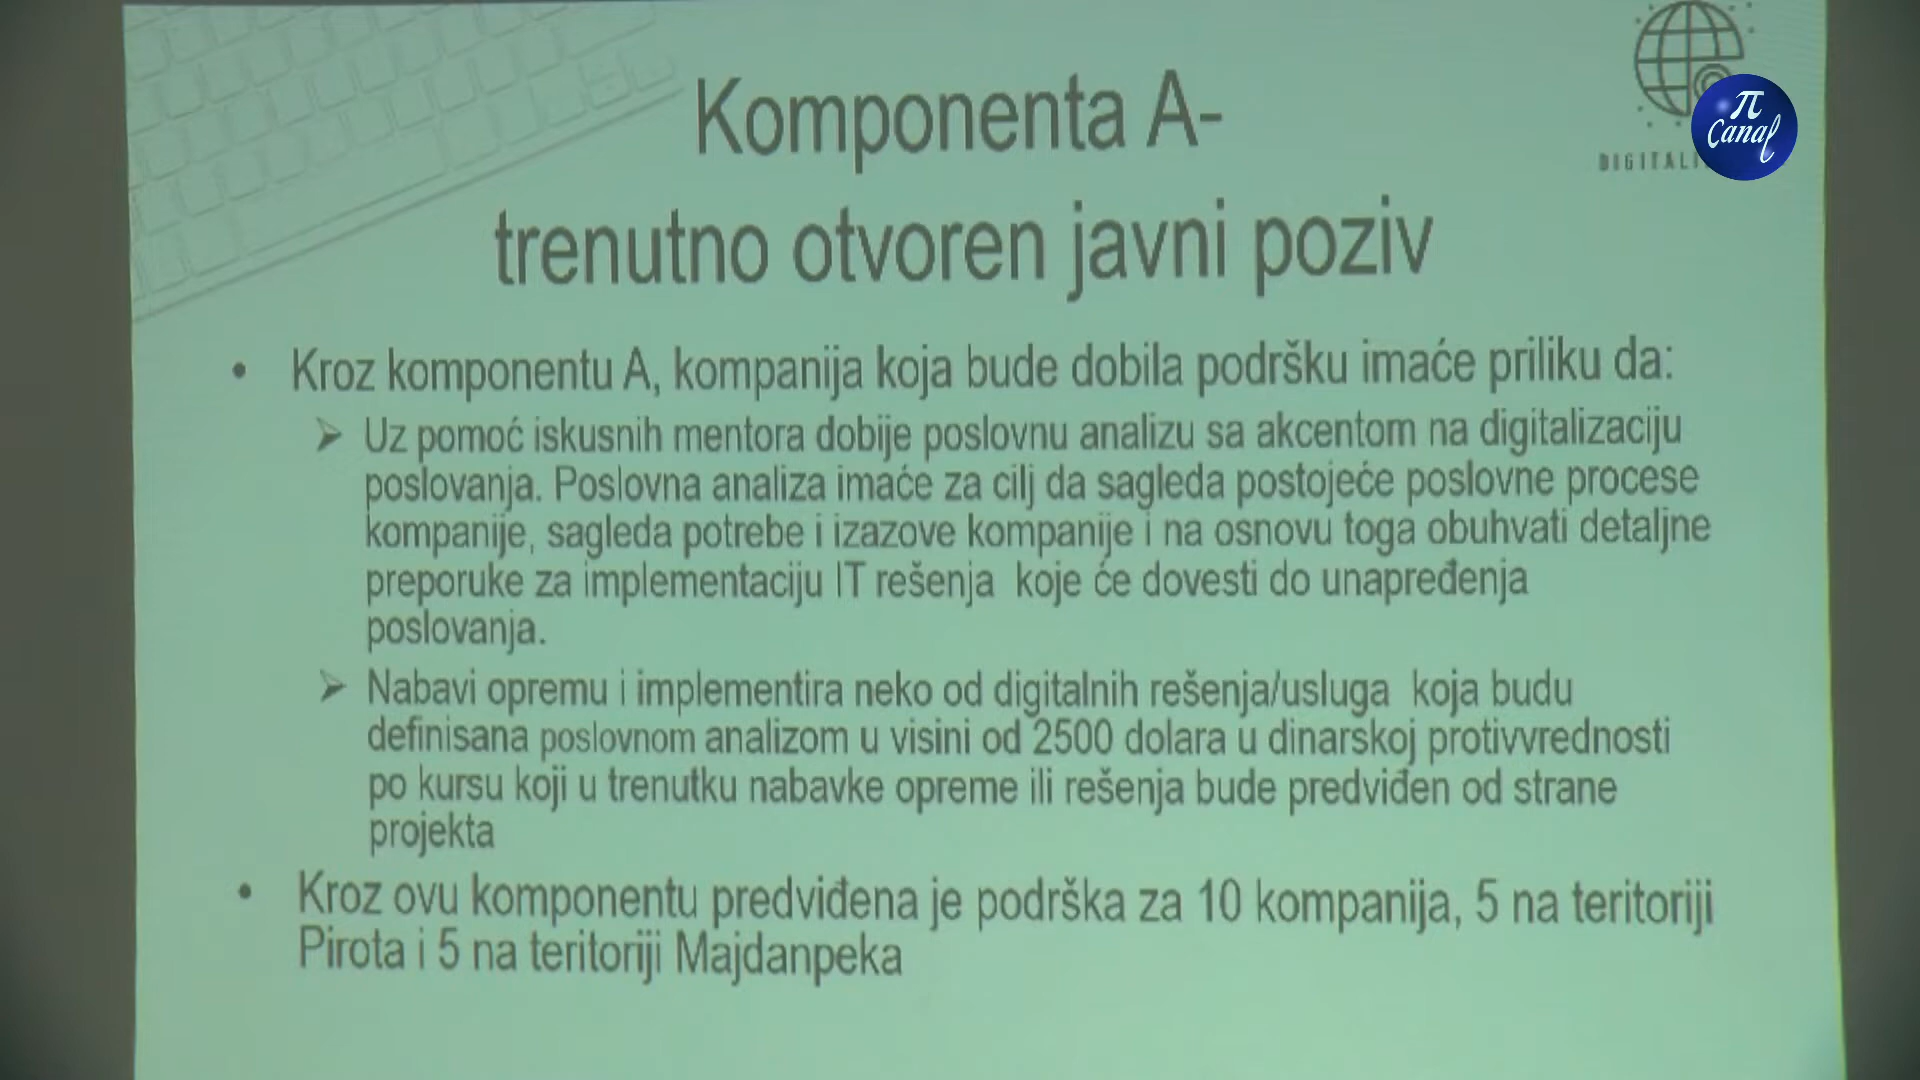 Komponenta A-
trenutno otvoren javni poziv
π
Canal
• Kroz komponentu A, kompanija koja bude dobila podršku imaće priliku da:
➢ Uz pomoć iskusnih mentora dobije poslovnu analizu sa akcentom na digitalizaciju
poslovanja. Poslovna analiza imaće za cilj da sagleda postojeće poslovne procese
kompanije, sagleda potrebe i izazove kompanije i na osnovu toga obuhvati detaljne
preporuke za implementaciju IT rešenja koje će dovesti do unapređenja
poslovanja.
➢ Nabavi opremu i implementira neko od digitalnih rešenja/usluga koja budu
definisana poslovnom analizom u visini od 2500 dolara u dinarskoj protivvrednosti
po kursu koji u trenutku nabavke opreme ili rešenja bude predviđen od strane
projekta
• Kroz ovu komponentu predviđena je podrška za 10 kompanija, 5 na teritoriji
Pirota i 5 na teritoriji Majdanpeka